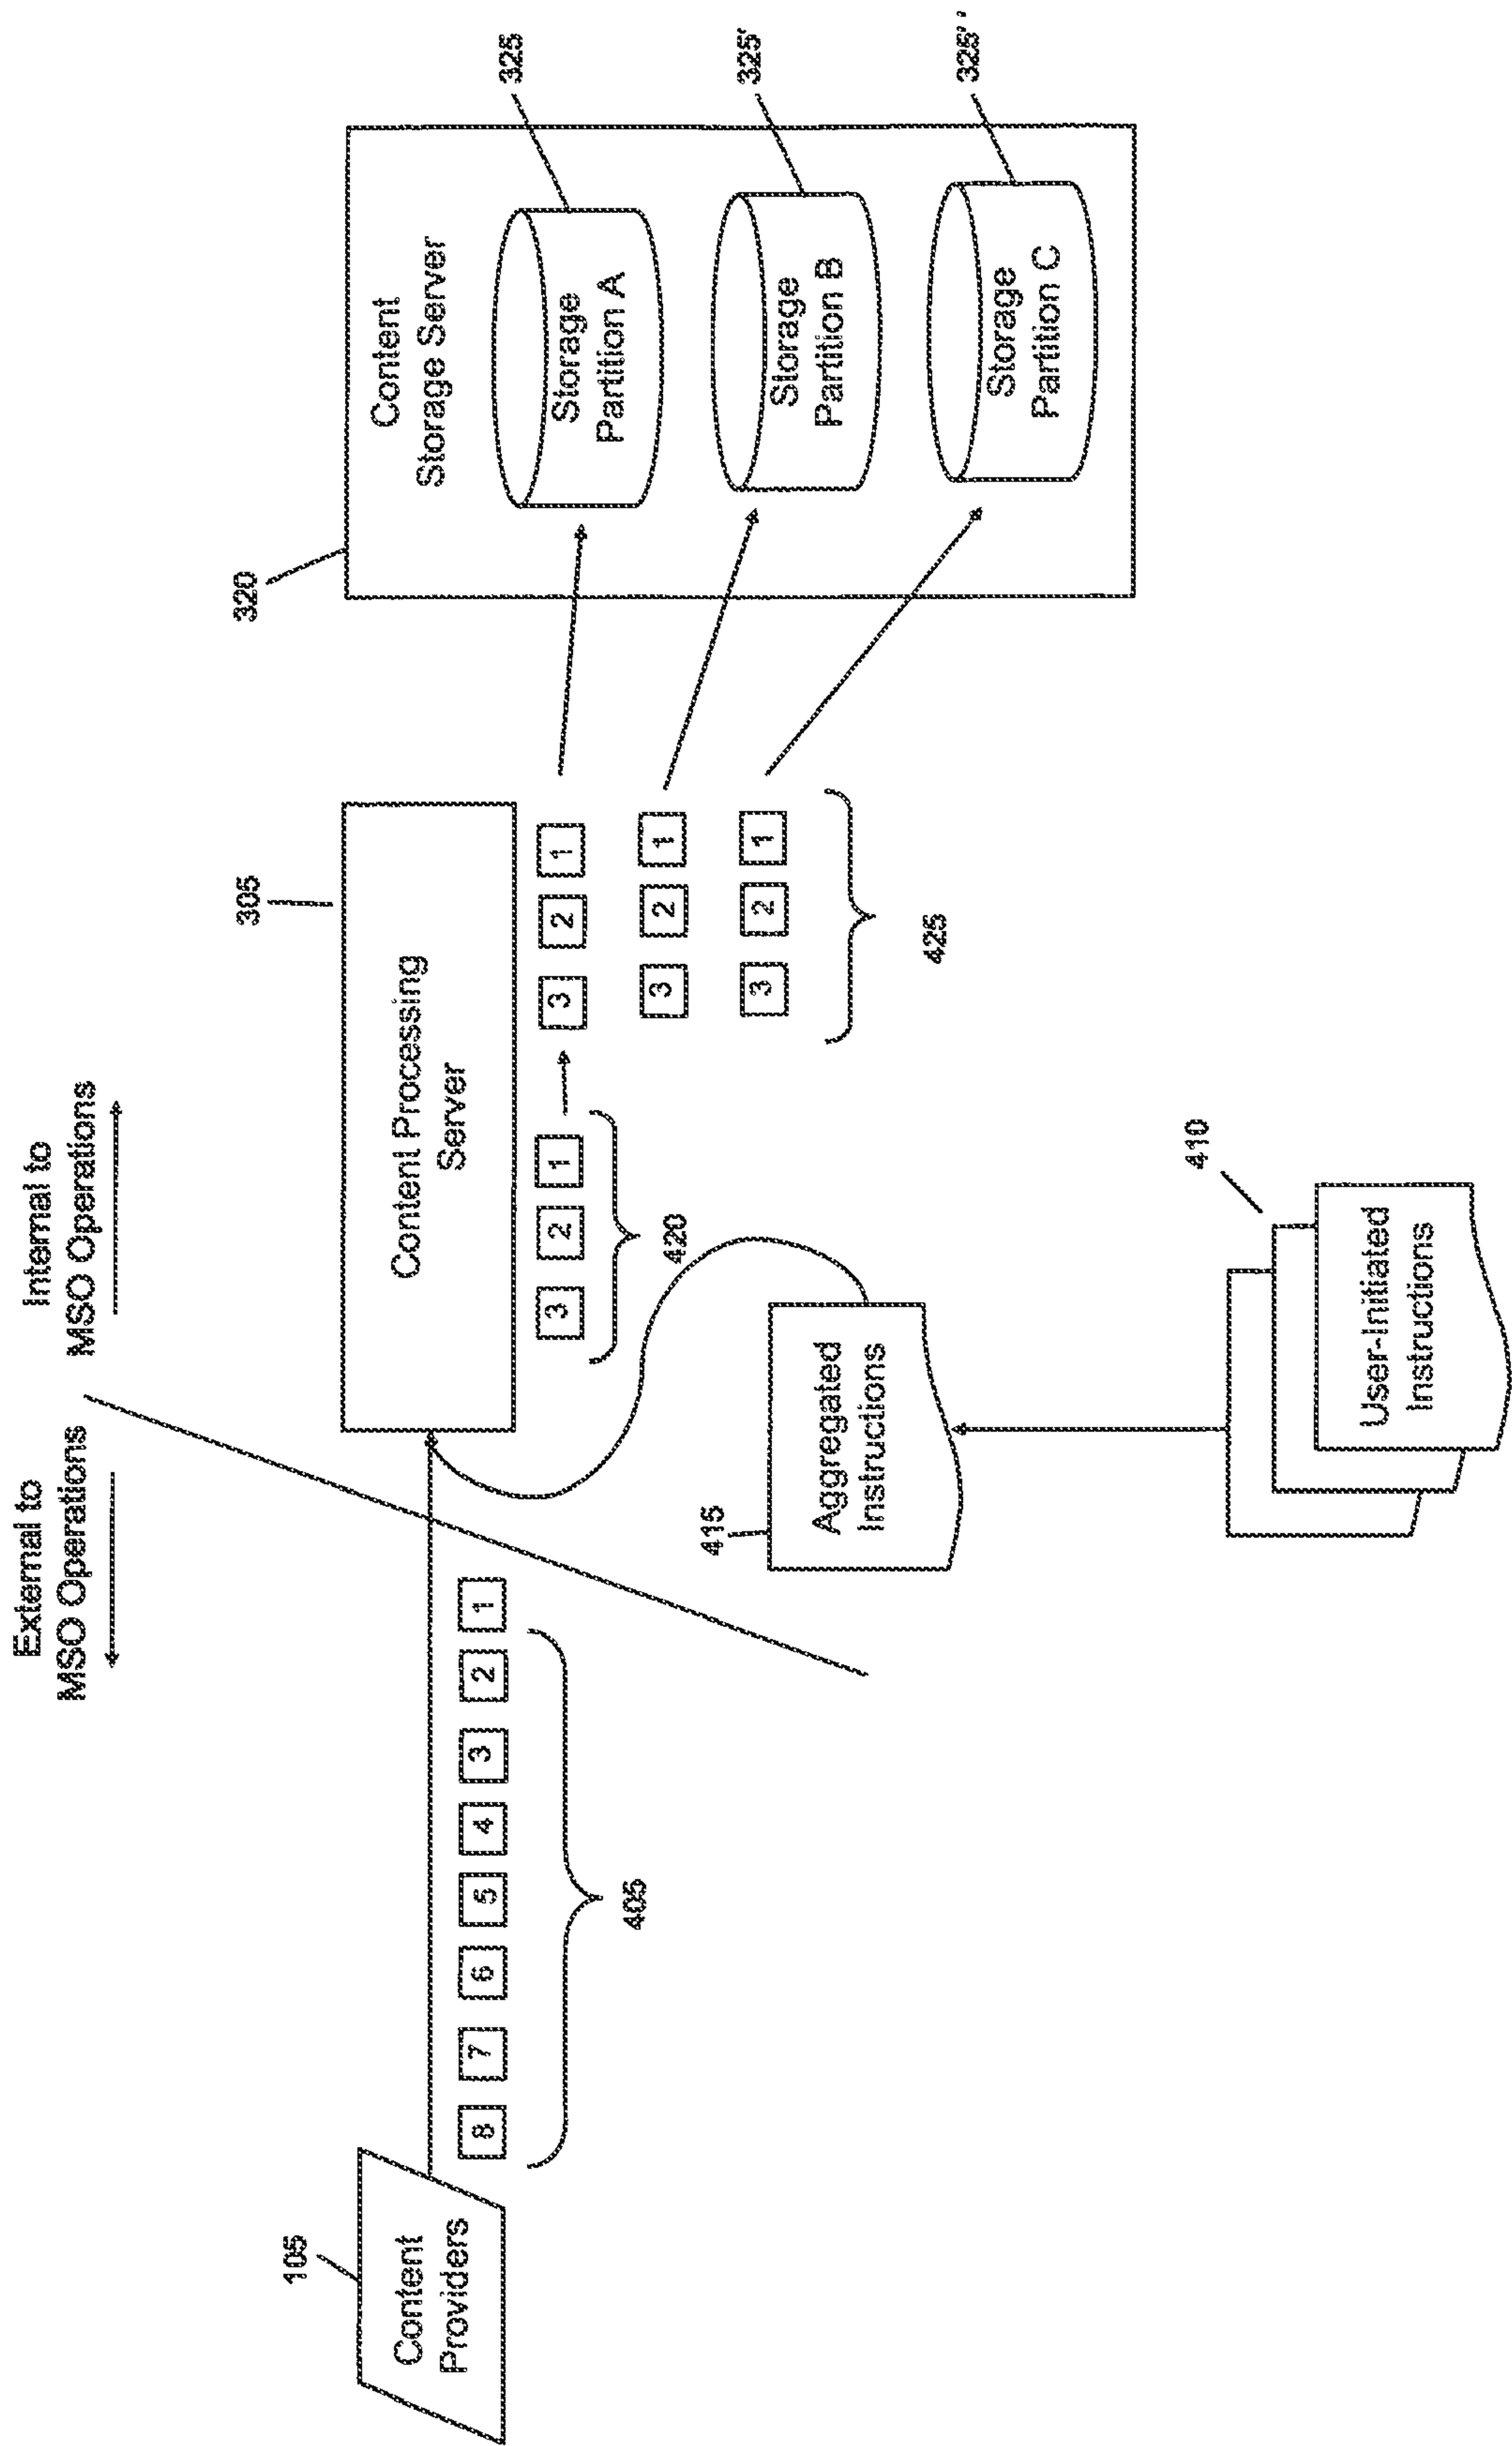 External to
MSO Operations
Internal to
MSO Operations
105
Content
Providers
8
7
6
5
4
3
2
1
405
305
Content Processing
Server
3
2
1
420
3
2
1
3
2
1
3
2
1
425
320
Content
Storage Server
Storage
Partition A
325
Storage
Partition B
325'
Storage
Partition C
325''
415
Aggregated
Instructions
410
User-Initiated
Instructions